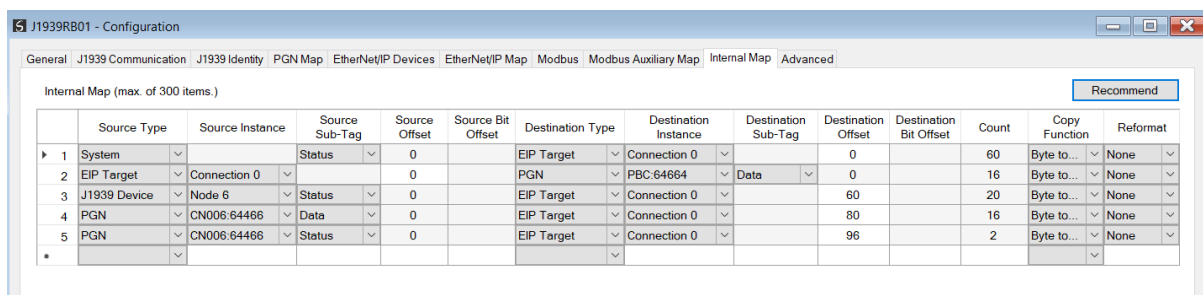 J1939RB01 - Configuration
General J1939 Communication J1939 Identity PGN Map EtherNet/IP Devices EtherNet/IP Map Modbus Modbus Auxiliary Map Internal Map Advanced
Internal Map (max. of 300 items.) Recommend
Source Type Source Instance Source Sub-Tag Source Offset Source Bit Offset Destination Type Destination Instance Destination Sub-Tag Destination Offset Destination Bit Offset Count Copy Function Reformat
1 System Status 0 EIP Target Connection 0 0 60 Byte to... None
2 EIP Target Connection 0 0 PGN PBC:64664 Data 0 16 Byte to... None
3 J1939 Device Node 6 Status 0 EIP Target Connection 0 60 20 Byte to... None
4 PGN CN006:64466 Data 0 EIP Target Connection 0 80 16 Byte to... None
5 PGN CN006:64466 Status 0 EIP Target Connection 0 96 2 Byte to... None